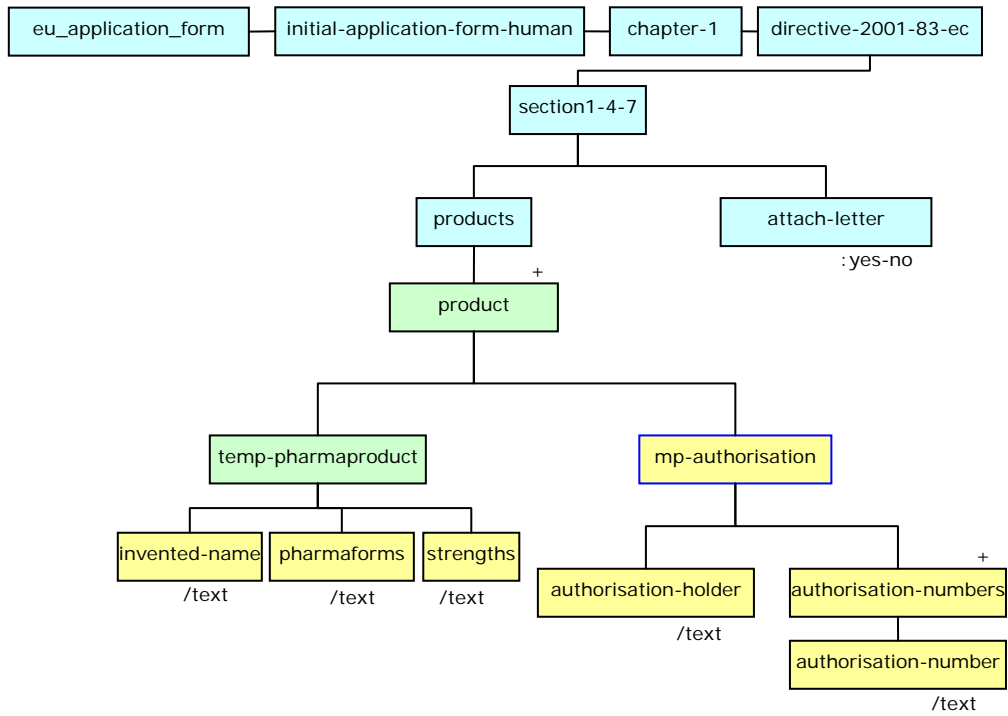 eu_application_form
initial-application-form-human
chapter-1
directive-2001-83-ec
section1-4-7
products
attach-letter
:yes-no
+
product
temp-pharmaproduct
mp-authorisation
invented-name
pharmaforms
strengths
/text
/text
/text
+
authorisation-holder
authorisation-numbers
/text
authorisation-number
/text